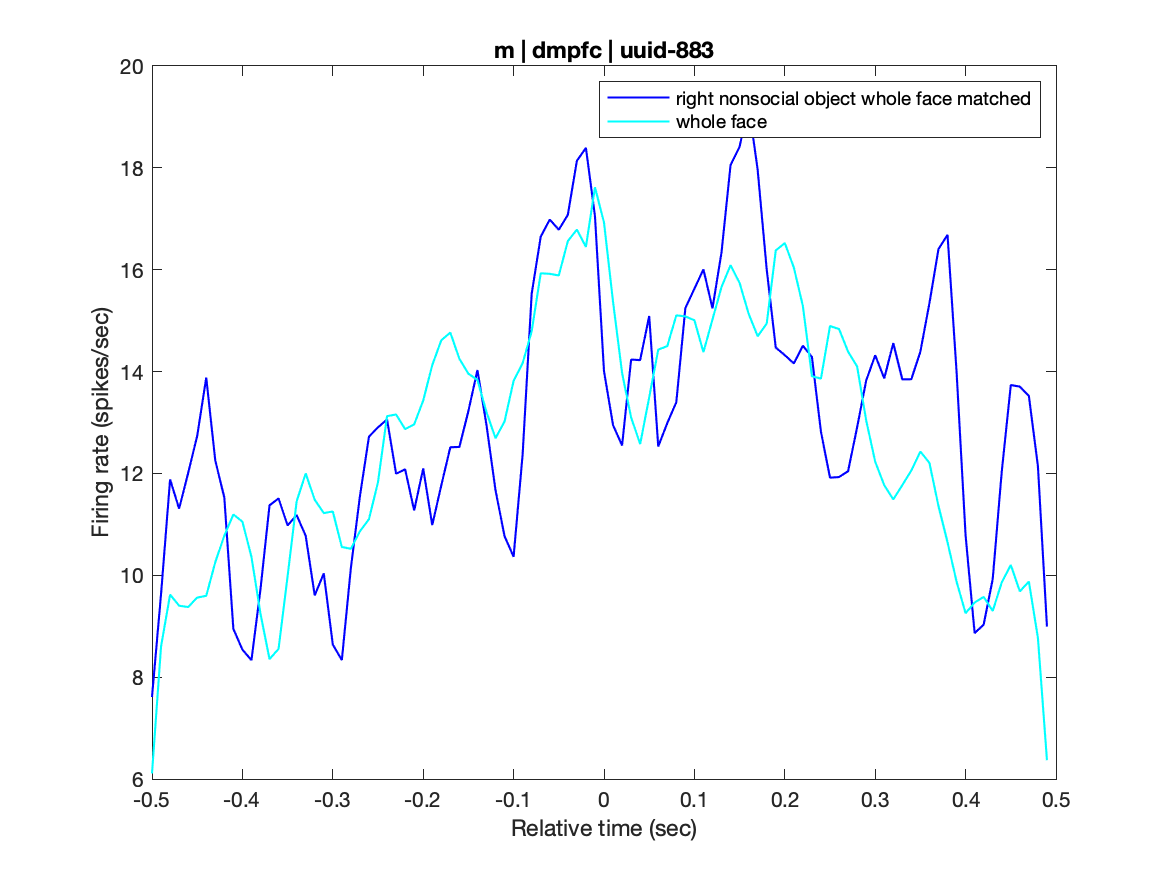 m | dmpfc | uuid-883
right nonsocial object whole face matched
whole face
Firing rate (spikes/sec)
20
18
16
14
12
10
8
6
-0.5 -0.4 -0.3 -0.2 -0.1 0 0.1 0.2 0.3 0.4 0.5
Relative time (sec)